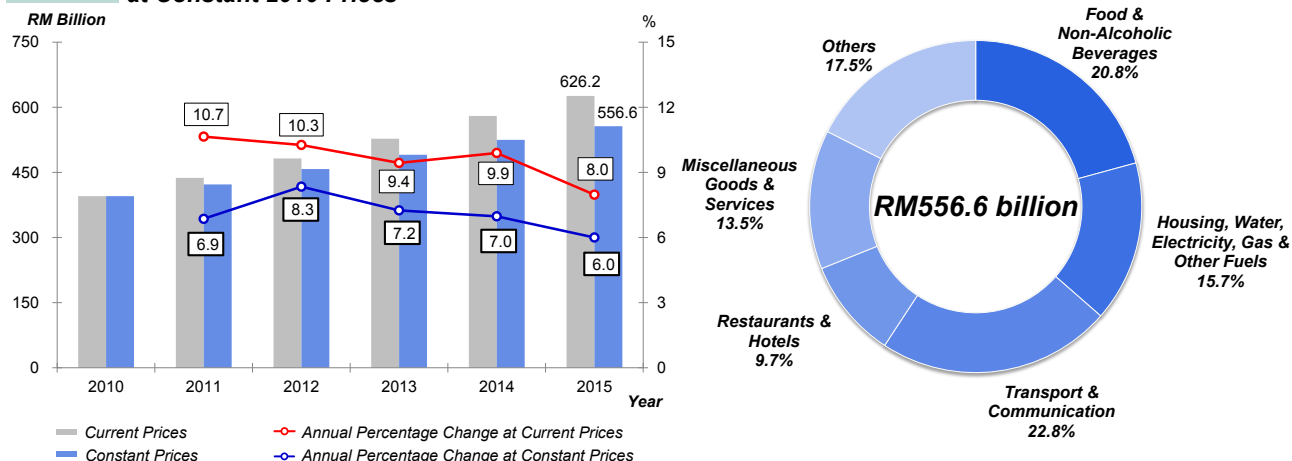 at Constant 2010 Prices
RM Billion
%
750
600
450
300
150
0
15
12
9
6
3
0
626.2
556.6
10.7
10.3
9.4
9.9
8.0
6.9
8.3
7.2
7.0
6.0
2010
2011
2012
2013
2014
2015
Year
Current Prices
Annual Percentage Change at Current Prices
Constant Prices
Annual Percentage Change at Constant Prices
Food &
Non-Alcoholic
Beverages
20.8%
Housing, Water,
Electricity, Gas &
Other Fuels
15.7%
Transport &
Communication
22.8%
Restaurants &
Hotels
9.7%
Miscellaneous
Goods &
Services
13.5%
Others
17.5%
RM556.6 billion